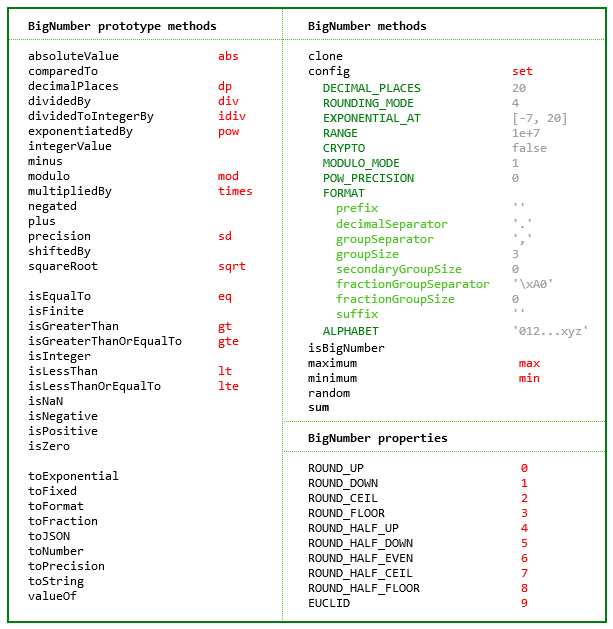 BigNumber prototype methods
absoluteValue abs
comparedTo
decimalPlaces dp
dividedBy div
dividedToIntegerBy idiv
exponentiatedBy pow
integerValue
minus
modulo mod
multipliedBy times
negated
plus
precision sd
shiftedBy
squareRoot sqrt
isEqualTo eq
isFinite
isGreaterThan gt
isGreaterThanOrEqualTo gte
isInteger
isLessThan lt
isLessThanOrEqualTo lte
isNaN
isNegative
isPositive
isZero
toExponential
toFixed
toFormat
toFraction
toJSON
toNumber
toPrecision
toString
valueOf
BigNumber methods
clone
config set
DECIMAL_PLACES 20
ROUNDING_MODE 4
EXPONENTIAL_AT [-7, 20]
RANGE 1e+7
CRYPTO false
MODULO_MODE 1
POW_PRECISION 0
FORMAT
prefix ''
decimalSeparator '.'
groupSeparator ','
groupSize 3
secondaryGroupSize 0
fractionGroupSeparator '\xA0'
fractionGroupSize 0
suffix ''
ALPHABET '012...xyz'
isBigNumber
maximum max
minimum min
random
sum
BigNumber properties
ROUND_UP 0
ROUND_DOWN 1
ROUND_CEIL 2
ROUND_FLOOR 3
ROUND_HALF_UP 4
ROUND_HALF_DOWN 5
ROUND_HALF_EVEN 6
ROUND_HALF_CEIL 7
ROUND_HALF_FLOOR 8
EUCLID 9